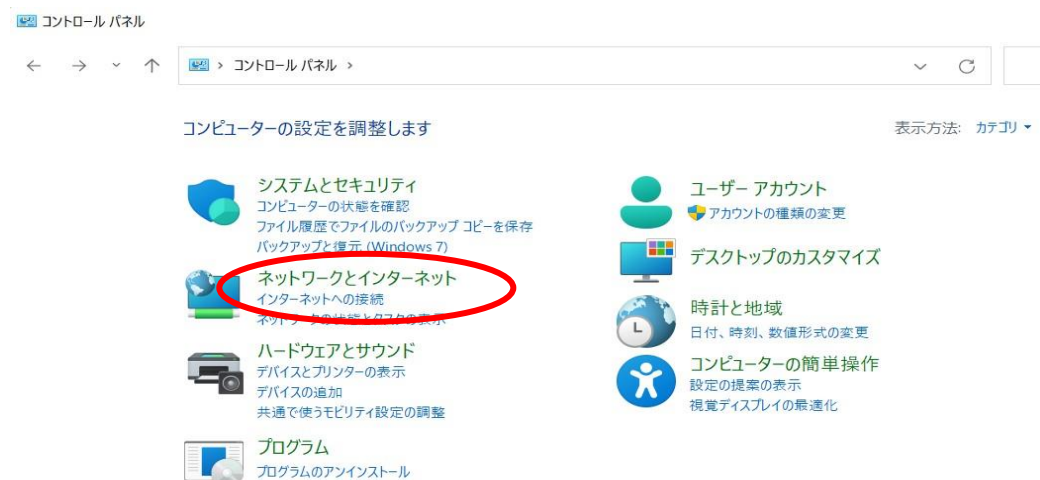 コントロール パネル
コントロール パネル
コンピューターの設定を調整します
表示方法: カテゴリ
システムとセキュリティ
コンピューターの状態を確認
ファイル履歴でファイルのバックアップ コピーを保存
バックアップと復元 (Windows 7)
ネットワークとインターネット
インターネットへの接続
ネットワークの状態とタスクの表示
ハードウェアとサウンド
デバイスとプリンターの表示
デバイスの追加
共通で使うモビリティ設定の調整
プログラム
プログラムのアンインストール
ユーザー アカウント
アカウントの種類の変更
デスクトップのカスタマイズ
時計と地域
日付、時刻、数値形式の変更
コンピューターの簡単操作
設定の提案の表示
視覚ディスプレイの最適化